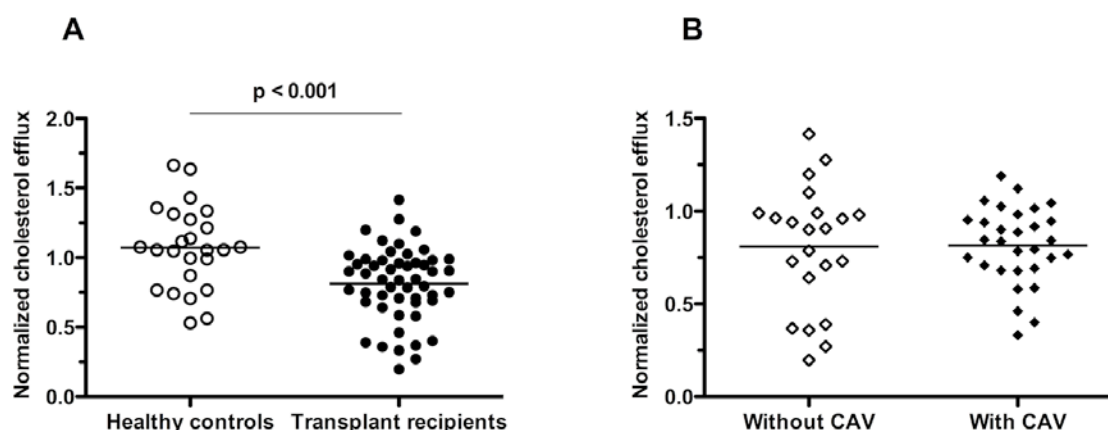 A
p < 0.001
Normalized cholesterol efflux
2.0
1.5
1.0
0.5
0.0
Healthy controls
Transplant recipients
B
Normalized cholesterol efflux
1.5
1.0
0.5
0.0
Without CAV
With CAV